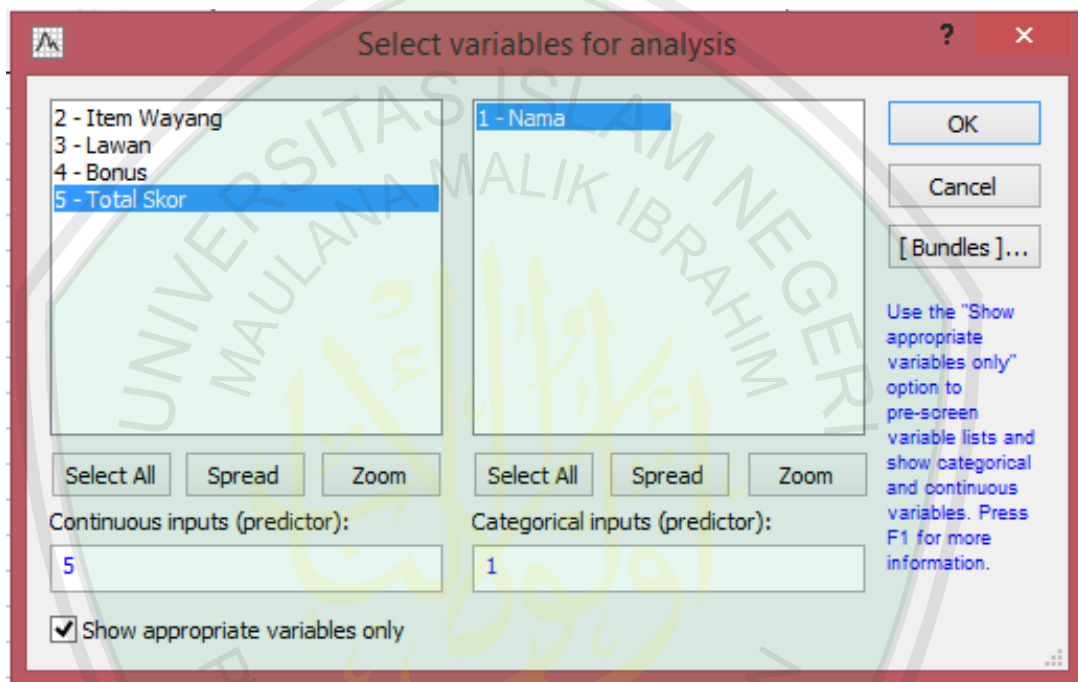 Select variables for analysis
?
×
2 - Item Wayang
3 - Lawan
4 - Bonus
5 - Total Skor
1 - Nama
OK
Cancel
[ Bundles ]...
Use the "Show
appropriate
variables only"
option to
pre-screen
variable lists and
show categorical
and continuous
variables. Press
F1 for more
information.
Select All
Spread
Zoom
Select All
Spread
Zoom
Continuous inputs (predictor):
Categorical inputs (predictor):
5
1
Show appropriate variables only
UNIVERSITAS ISLAM NEGERI
MAULANA MALIK IBRAHIM